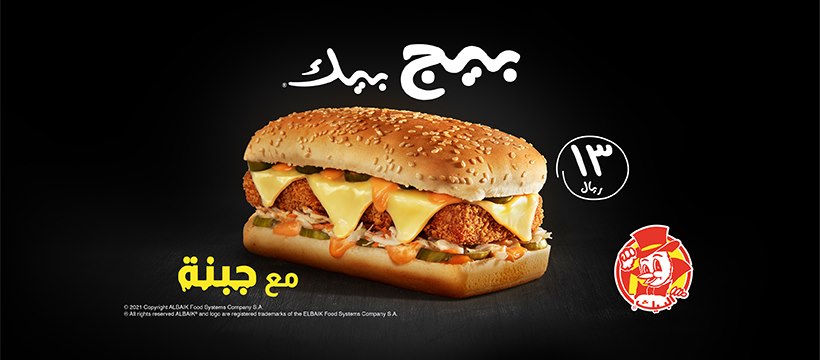 بيج بيك®
١٣
ريال
مع جبنة
© 2021 Copyright ALBAIK Food Systems Company S.A.
® All rights reserved ALBAIK® and logo are registered trademarks of the ELBAIK Food Systems Company S.A.
البيك